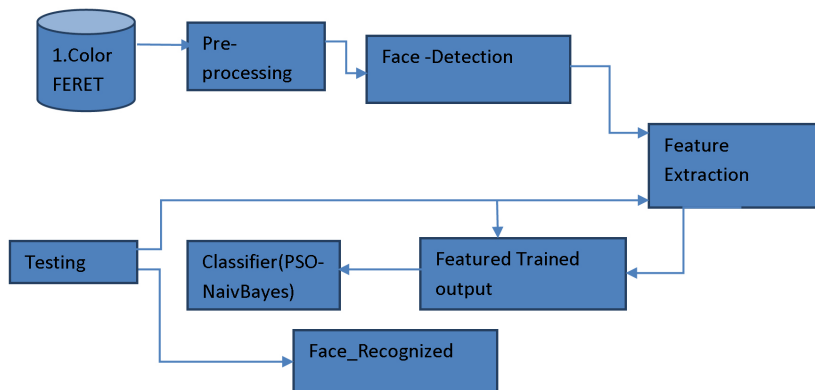 1.Color
FERET
Pre-
processing
Face -Detection
Feature
Extraction
Testing
Classifier(PSO-
NaivBayes)
Featured Trained
output
Face_Recognized